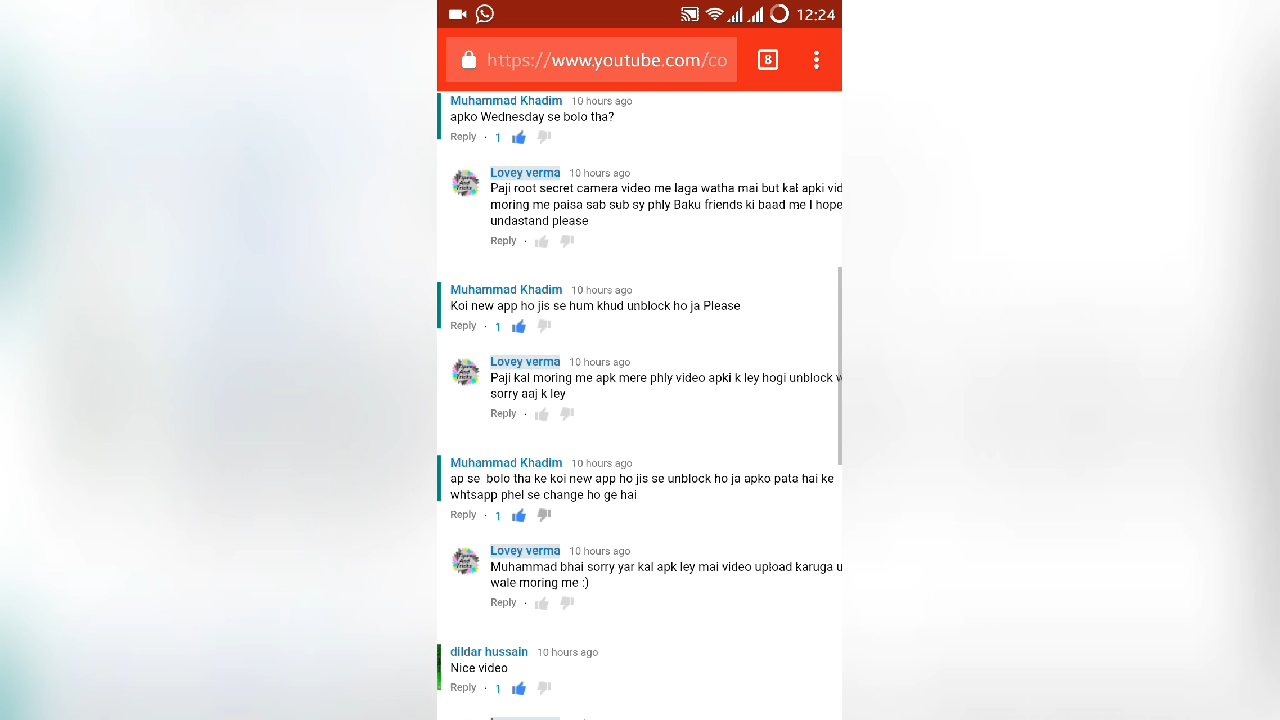 12:24
https://www.youtube.com/co
8
Muhammad Khadim 10 hours ago
apko Wednesday se bolo tha?
Reply · 1
Lovey verma 10 hours ago
Paji root secret camera video me laga watha mai but kal apki vid
moring me paisa sab sub sy phly Baku friends ki baad me I hope
undastand please
Reply ·
Muhammad Khadim 10 hours ago
Koi new app ho jis se hum khud unblock ho ja Please
Reply · 1
Lovey verma 10 hours ago
Paji kal moring me apk mere phly video apki k ley hogi unblock
sorry aaj k ley
Reply ·
Muhammad Khadim 10 hours ago
ap se bolo tha ke koi new app ho jis se unblock ho ja apko pata hai ke
whtsapp phel se change ho ge hai
Reply · 1
Lovey verma 10 hours ago
Muhammad bhai sorry yar kal apk ley mai video upload karuga u
wale moring me :)
Reply ·
dildar hussain 10 hours ago
Nice video
Reply · 1